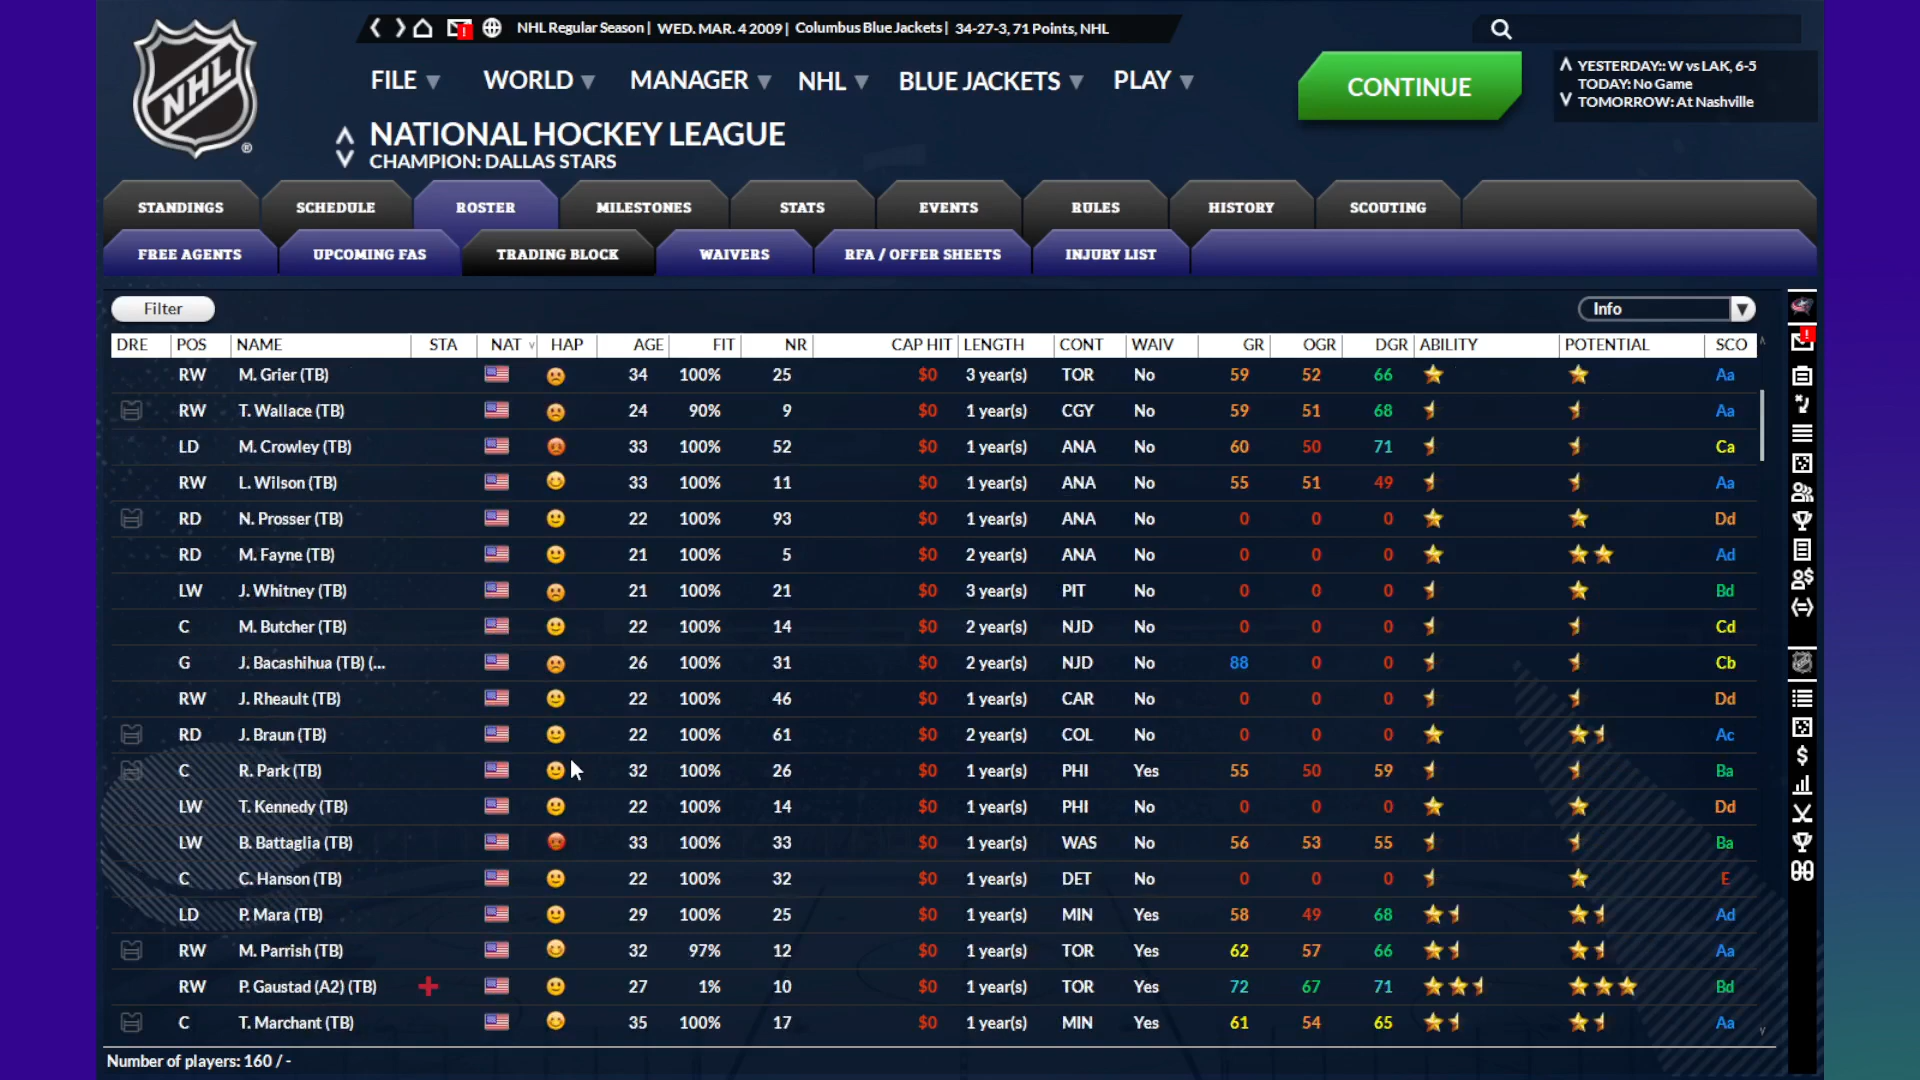 NHL Regular Season | WED. MAR. 4 2009 | Columbus Blue Jackets | 34-27-3, 71 Points, NHL
NHL
FILE WORLD MANAGER NHL BLUE JACKETS PLAY
CONTINUE
YESTERDAY:: W vs LAK, 6-5
TODAY: No Game
TOMORROW: At Nashville
NATIONAL HOCKEY LEAGUE
CHAMPION: DALLAS STARS
STANDINGS SCHEDULE ROSTER MILESTONES STATS EVENTS RULES HISTORY SCOUTING
FREE AGENTS UPCOMING FAS TRADING BLOCK WAIVERS RFA / OFFER SHEETS INJURY LIST
Filter Info
DRE POS NAME STA NAT HAP AGE FIT NR CAP HIT LENGTH CONT WAIV GR OGR DGR ABILITY POTENTIAL SCO
RW M. Grier (TB) 34 100% 25 $0 3 year(s) TOR No 59 52 66 Aa
RW T. Wallace (TB) 24 90% 9 $0 1 year(s) CGY No 59 51 68 Aa
LD M. Crowley (TB) 33 100% 52 $0 1 year(s) ANA No 60 50 71 Ca
RW L. Wilson (TB) 33 100% 11 $0 1 year(s) ANA No 55 51 49 Aa
RD N. Prosser (TB) 22 100% 93 $0 1 year(s) ANA No 0 0 0 Dd
RD M. Fayne (TB) 21 100% 5 $0 2 year(s) ANA No 0 0 0 Ad
LW J. Whitney (TB) 21 100% 21 $0 3 year(s) PIT No 0 0 0 Bd
C M. Butcher (TB) 22 100% 14 $0 2 year(s) NJD No 0 0 0 Cd
G J. Bacashihua (TB) (... 26 100% 31 $0 2 year(s) NJD No 88 0 0 Cb
RW J. Rheault (TB) 22 100% 46 $0 1 year(s) CAR No 0 0 0 Dd
RD J. Braun (TB) 22 100% 61 $0 2 year(s) COL No 0 0 0 Ac
C R. Park (TB) 32 100% 26 $0 1 year(s) PHI Yes 55 50 59 Ba
LW T. Kennedy (TB) 22 100% 14 $0 1 year(s) PHI No 0 0 0 Dd
LW B. Battaglia (TB) 33 100% 33 $0 1 year(s) WAS No 56 53 55 Ba
C C. Hanson (TB) 22 100% 32 $0 1 year(s) DET No 0 0 0 E
LD P. Mara (TB) 29 100% 25 $0 1 year(s) MIN Yes 58 49 68 Ad
RW M. Parrish (TB) 32 97% 12 $0 1 year(s) TOR Yes 62 57 66 Aa
RW P. Gaustad (A2) (TB) 27 1% 10 $0 1 year(s) TOR Yes 72 67 71 Bd
C T. Marchant (TB) 35 100% 17 $0 1 year(s) MIN Yes 61 54 65 Aa
Number of players: 160 / -